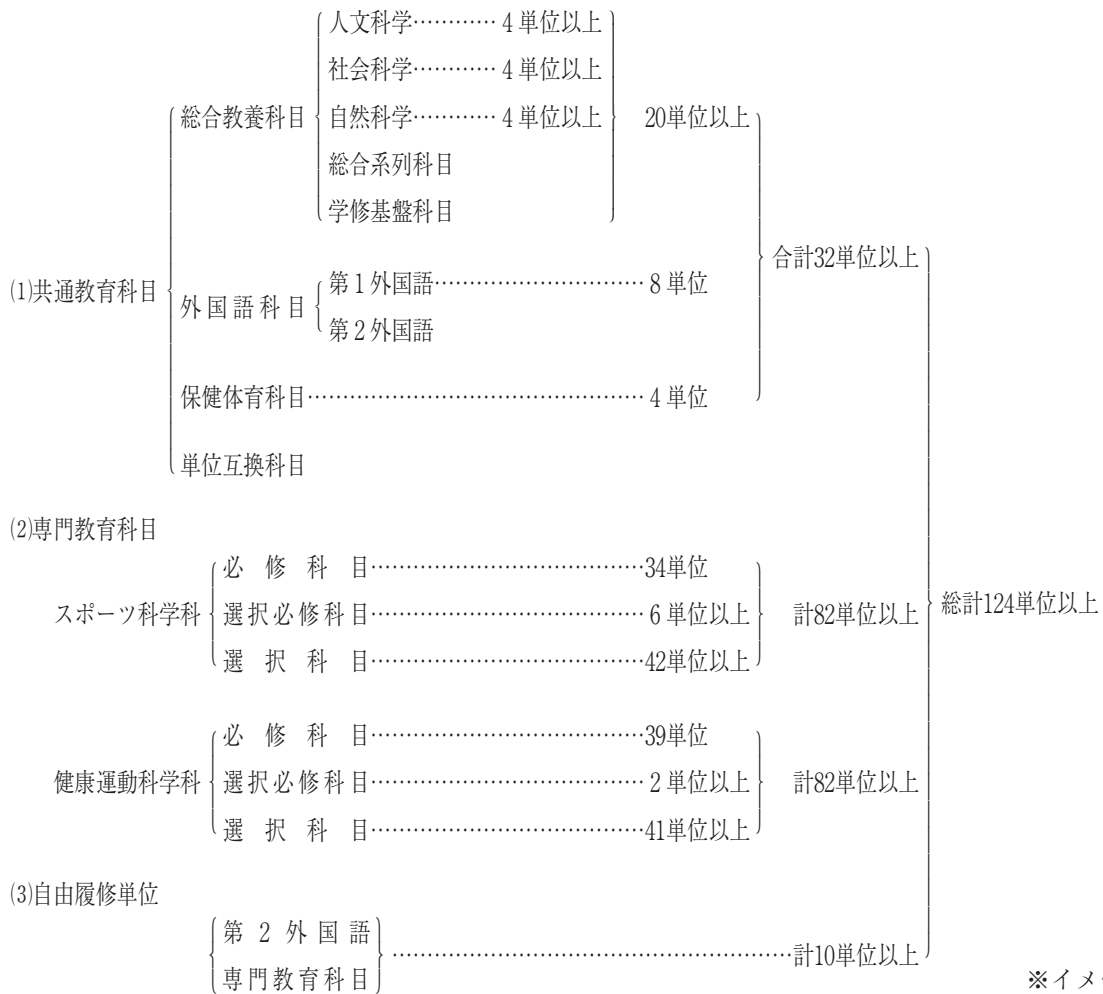 人文科学…………4単位以上
社会科学…………4単位以上
総合教養科目 自然科学…………4単位以上 20単位以上
総合系列科目
学修基盤科目
合計32単位以上
⑴共通教育科目
第1外国語…………………………8単位
外国語科目
第2外国語
保健体育科目…………………………………………4単位
単位互換科目
⑵専門教育科目
必修科目…………………………………34単位
スポーツ科学科 選択必修科目…………………………………6単位以上 計82単位以上 総計124単位以上
選択科目…………………………………42単位以上
必修科目…………………………………39単位
健康運動科学科 選択必修科目…………………………………2単位以上 計82単位以上
選択科目…………………………………41単位以上
⑶自由履修単位
第2外国語
…………………………………………………計10単位以上
専門教育科目
※イメ